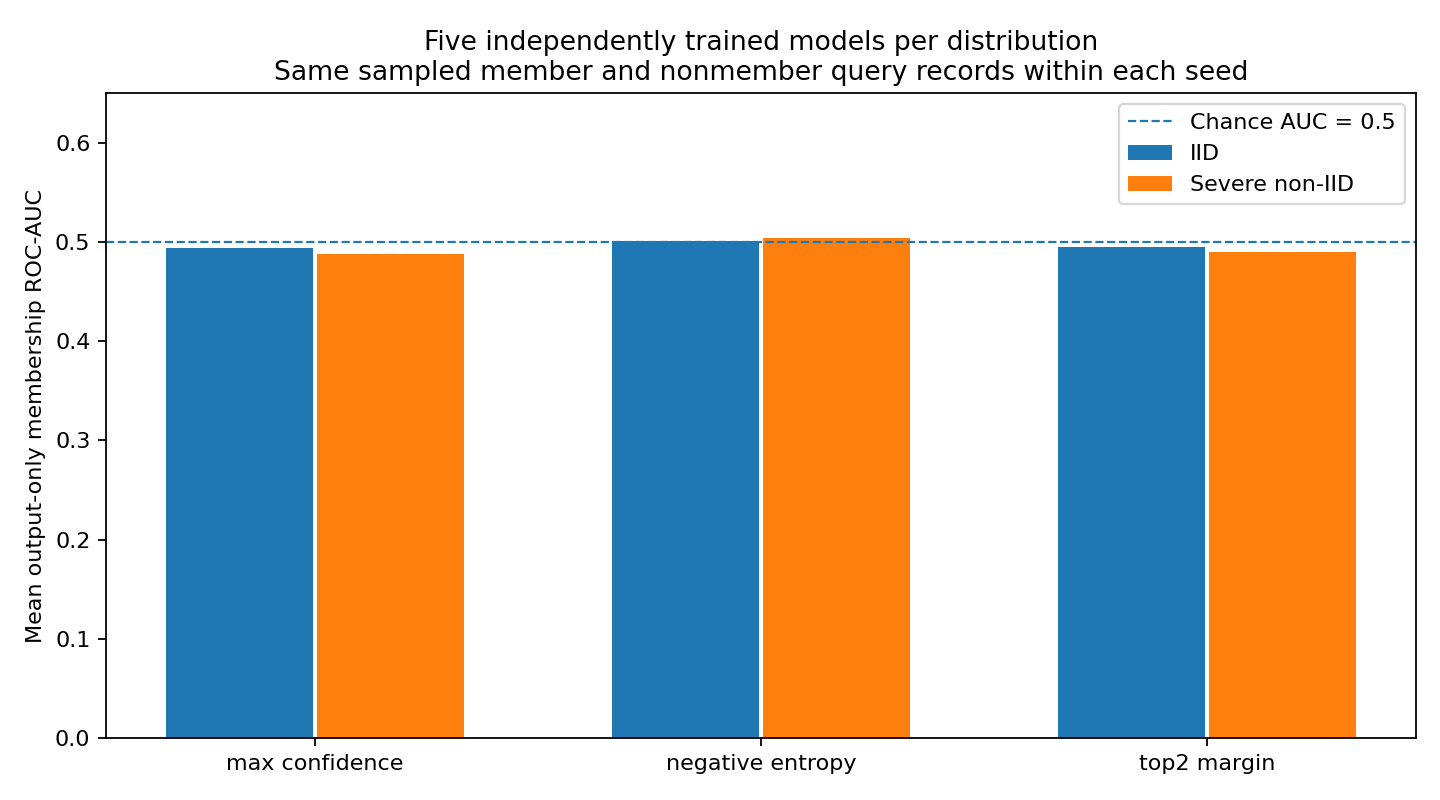 Five independently trained models per distribution
Same sampled member and nonmember query records within each seed
Mean output-only membership ROC-AUC
0.6
0.5
0.4
0.3
0.2
0.1
0.0
Chance AUC = 0.5
IID
Severe non-IID
max confidence
negative entropy
top2 margin